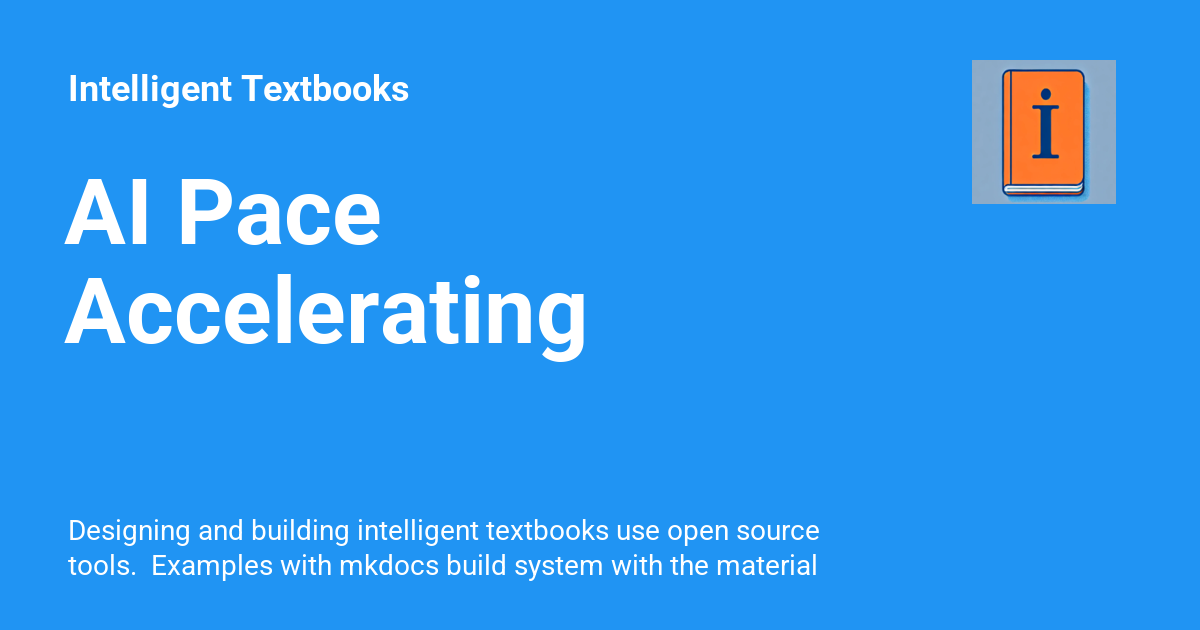 Intelligent Textbooks
AI Pace
Accelerating
i
Designing and building intelligent textbooks use open source
tools.  Examples with mkdocs build system with the material